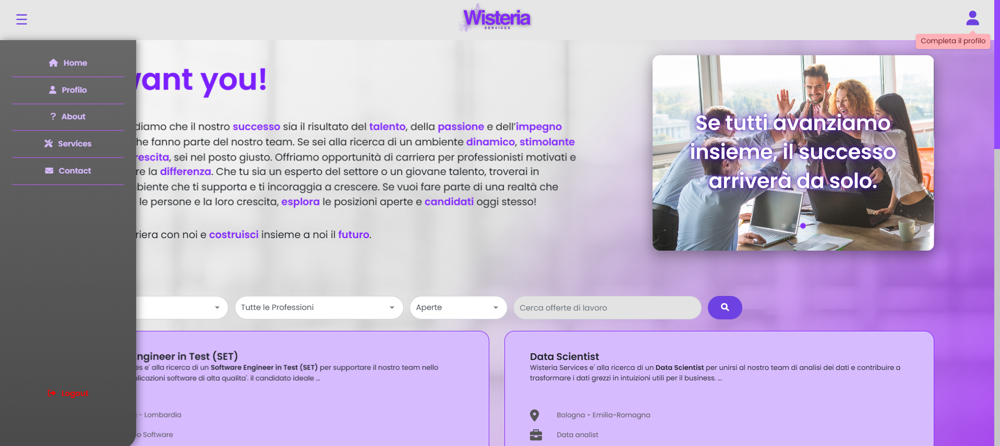 Wisteria
SERVICES
Completa il profilo
Home
Profilo
? About
Services
Contact
Logout
want you!
diamo che il nostro successo sia il risultato del talento, della passione e dell'impegno
he fanno parte del nostro team. Se sei alla ricerca di un ambiente dinamico, stimolante
rescita, sei nel posto giusto. Offriamo opportunità di carriera per professionisti motivati e
re la differenza. Che tu sia un esperto del settore o un giovane talento, troverai in
biente che ti supporta e ti incoraggia a crescere. Se vuoi fare parte di una realtà che
le persone e la loro crescita, esplora le posizioni aperte e candidati oggi stesso!
riera con noi e costruisci insieme a noi il futuro.
Se tutti avanziamo
insieme, il successo
arriverà da solo.
Tutte le Professioni
Aperte
Cerca offerte di lavoro
ngineer in Test (SET)
es e' alla ricerca di un Software Engineer in Test (SET) per supportare il nostro team nello
plicazioni software di alta qualita'. il candidato ideale ...
- Lombardia
po Software
Data Scientist
Wisteria Services e' alla ricerca di un Data Scientist per unirsi al nostro team di analisi dei dati e contribuire a
trasformare i dati grezzi in intuizioni utili per il business. ...
Bologna - Emilia-Romagna
Data analist